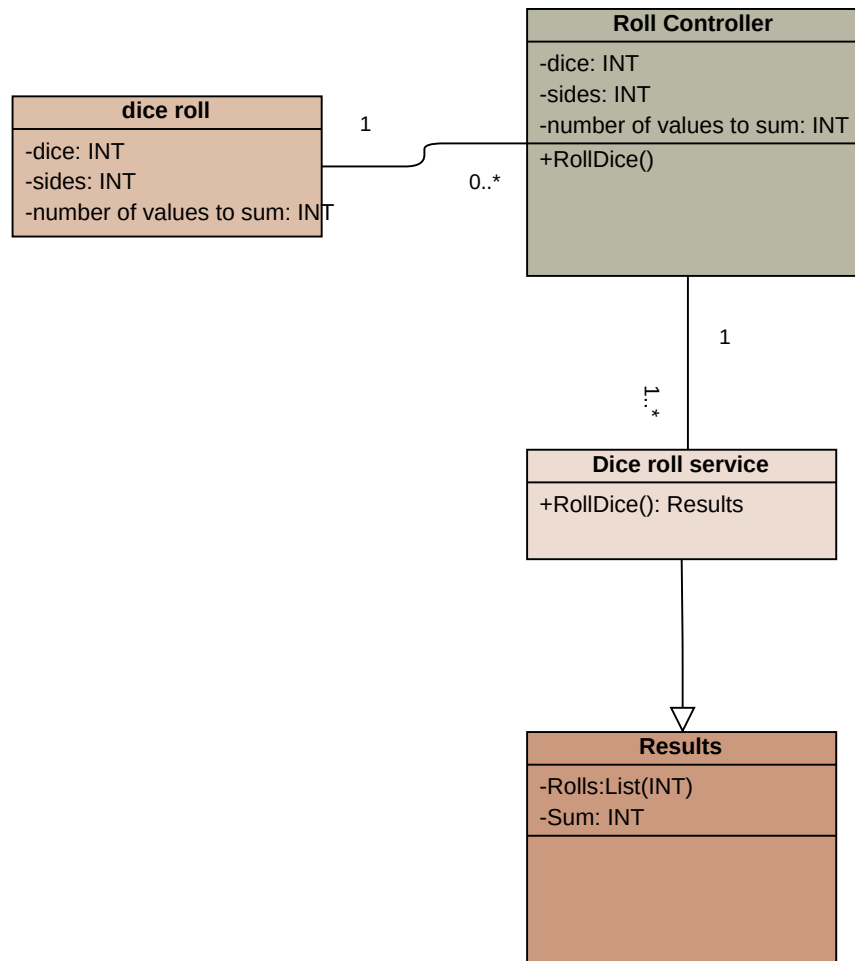 Roll Controller
-dice: INT
-sides: INT
-number of values to sum: INT
+RollDice()
dice roll
-dice: INT
-sides: INT
-number of values to sum: INT
1
0..*
1
1..*
Dice roll service
+RollDice(): Results
Results
-Rolls:List(INT)
-Sum: INT